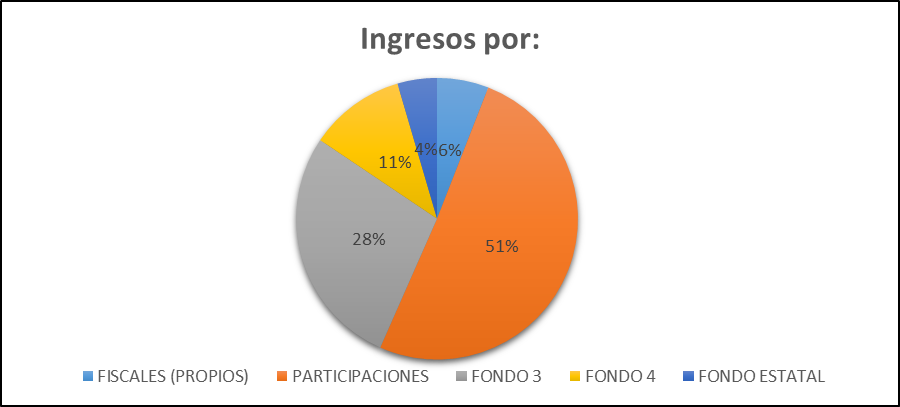 Ingresos por:
4%
6%
11%
28%
51%
FISCALES (PROPIOS) PARTICIPACIONES FONDO 3 FONDO 4 FONDO ESTATAL